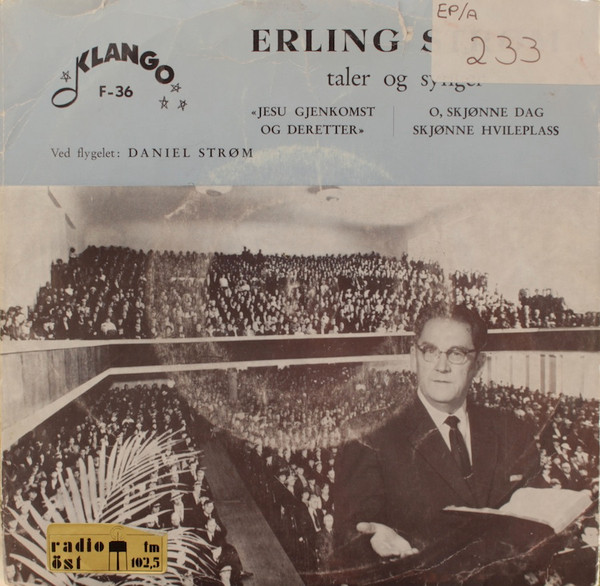 KLANGO
F-36
ERLING
EP/A
233
taler og synger
«JESU GJENKOMST
OG DERETTER»
O, SKJØNNE DAG
SKJØNNE HVILEPLASS
Ved flygelet: DANIEL STRØM
radio
öst
fm
102,5